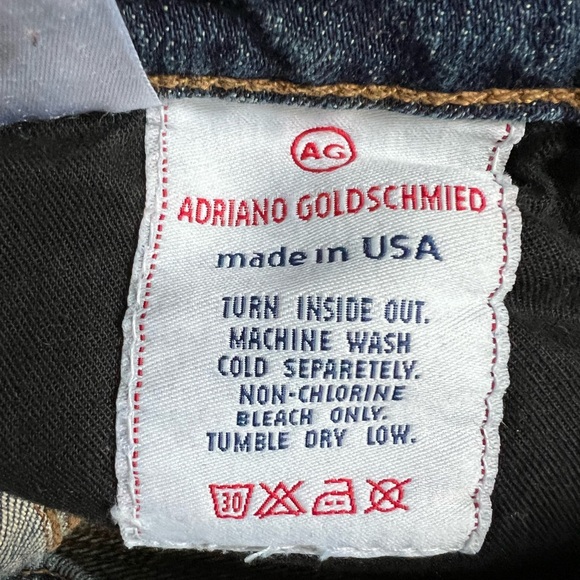 AG
ADRIANO GOLDSCHMIED
made in USA
TURN INSIDE OUT.
MACHINE WASH
COLD SEPARETELY.
NON-CHLORINE
BLEACH ONLY.
TUMBLE DRY LOW.
30